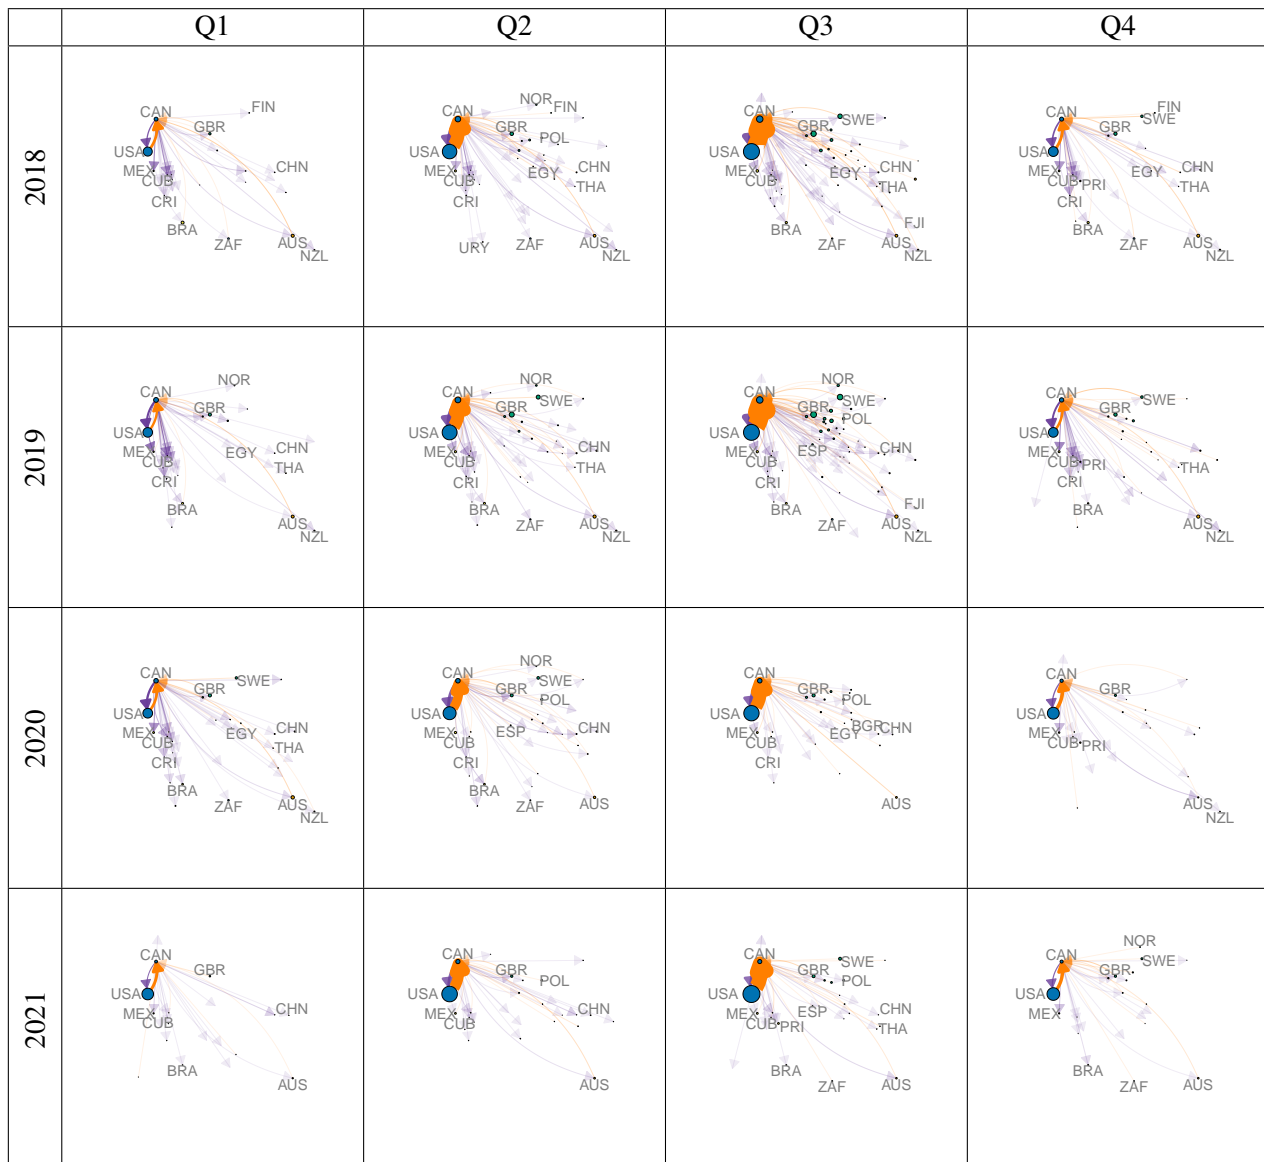 Q1 Q2 Q3 Q4
2018
CAN FIN
GBR
USA
MEX CHN
CUB
CRI
BRA
ZAF AUS
NZL
CAN NOR FIN
GBR POL
USA
MEX EGY CHN
CUB THA
CRI
URY ZAF AUS
NZL
CAN SWE
GBR
USA
MEX EGY CHN
CUB THA
BRA FJI
ZAF AUS
NZL
CAN FIN
SWE
GBR
USA
MEX EGY CHN
CUB PRI THA
CRI
BRA
ZAF AUS
NZL
2019
CAN NOR
GBR
USA
MEX EGY CHN
CUB THA
CRI
BRA
AUS
NZL
CAN NOR
SWE
GBR
USA
MEX CHN
CUB THA
CRI
BRA
ZAF AUS
NZL
CAN NOR
SWE
GBR POL
USA
MEX ESP CHN
CUB
CRI
BRA FJI
ZAF AUS
NZL
CAN SWE
GBR
USA
MEX
CUB PRI THA
CRI
BRA
AUS
NZL
2020
CAN SWE
GBR
USA
MEX EGY CHN
CUB THA
CRI
BRA
ZAF AUS
NZL
CAN NOR
SWE
GBR POL
USA
MEX ESP CHN
CUB
CRI
BRA
ZAF AUS
CAN
GBR POL
USA
MEX EGY BGR CHN
CUB
CRI
AUS
CAN
GBR
USA
MEX
CUB PRI
AUS
NZL
2021
CAN
GBR
USA
MEX CHN
CUB
BRA
AUS
CAN
GBR POL
USA
MEX CHN
CUB
AUS
CAN SWE
GBR POL
USA
MEX ESP CHN
CUB PRI THA
BRA
ZAF AUS
CAN NOR
SWE
GBR
USA
MEX
BRA
ZAF AUS